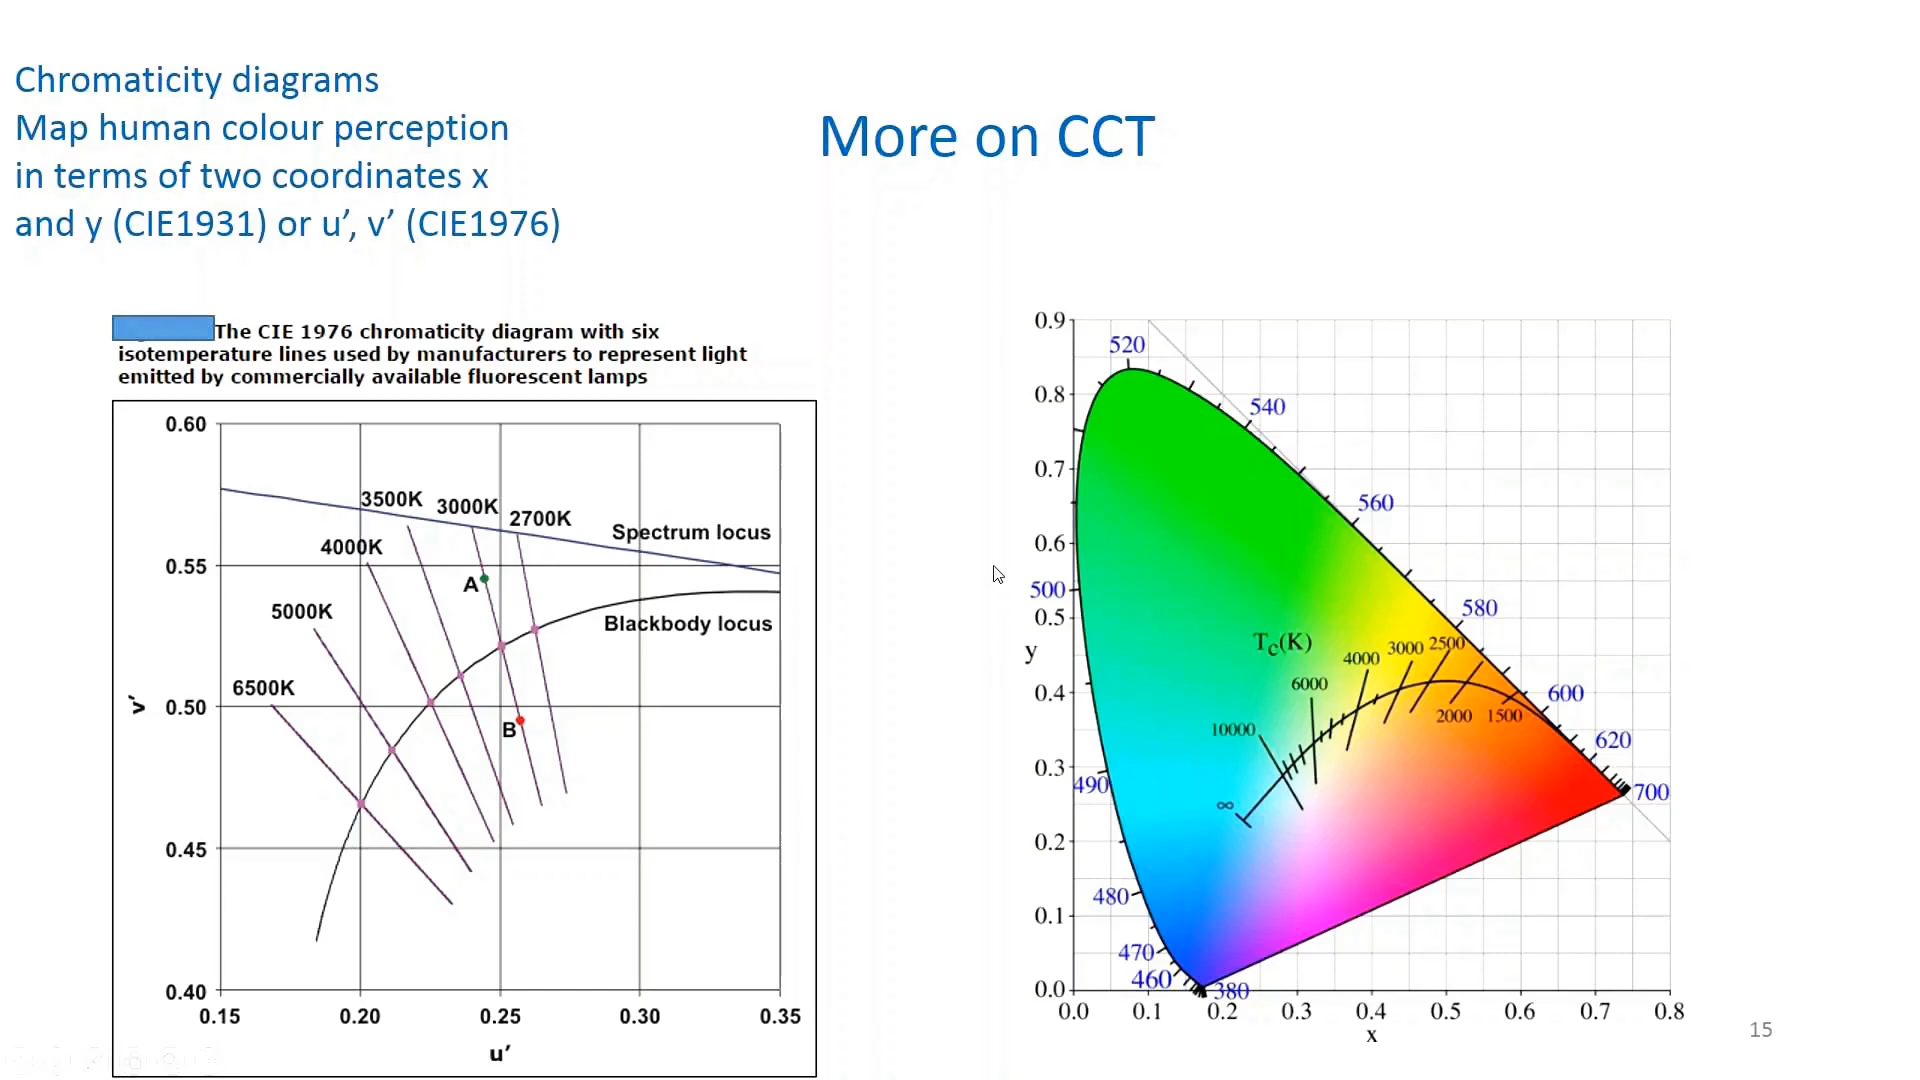 Chromaticity diagrams
Map human colour perception
in terms of two coordinates x
and y (CIE1931) or u’, v’ (CIE1976)
More on CCT
The CIE 1976 chromaticity diagram with six
isotemperature lines used by manufacturers to represent light
emitted by commercially available fluorescent lamps
0.60
3500K
3000K
2700K
Spectrum locus
4000K
0.55
A
5000K
Blackbody locus
6500K
v’
0.50
B
0.45
0.40
0.15 0.20 0.25 0.30 0.35
u’
0.9
520
0.8
540
0.7
560
0.6
500
580
0.5
y
Tc(K)
4000 3000 2500
6000
0.4
600
2000 1500
10000
620
0.3
490
700
∞
0.2
480
0.1
470
460
0.0
380
0.0 0.1 0.2 0.3 0.4 0.5 0.6 0.7 0.8
x
15